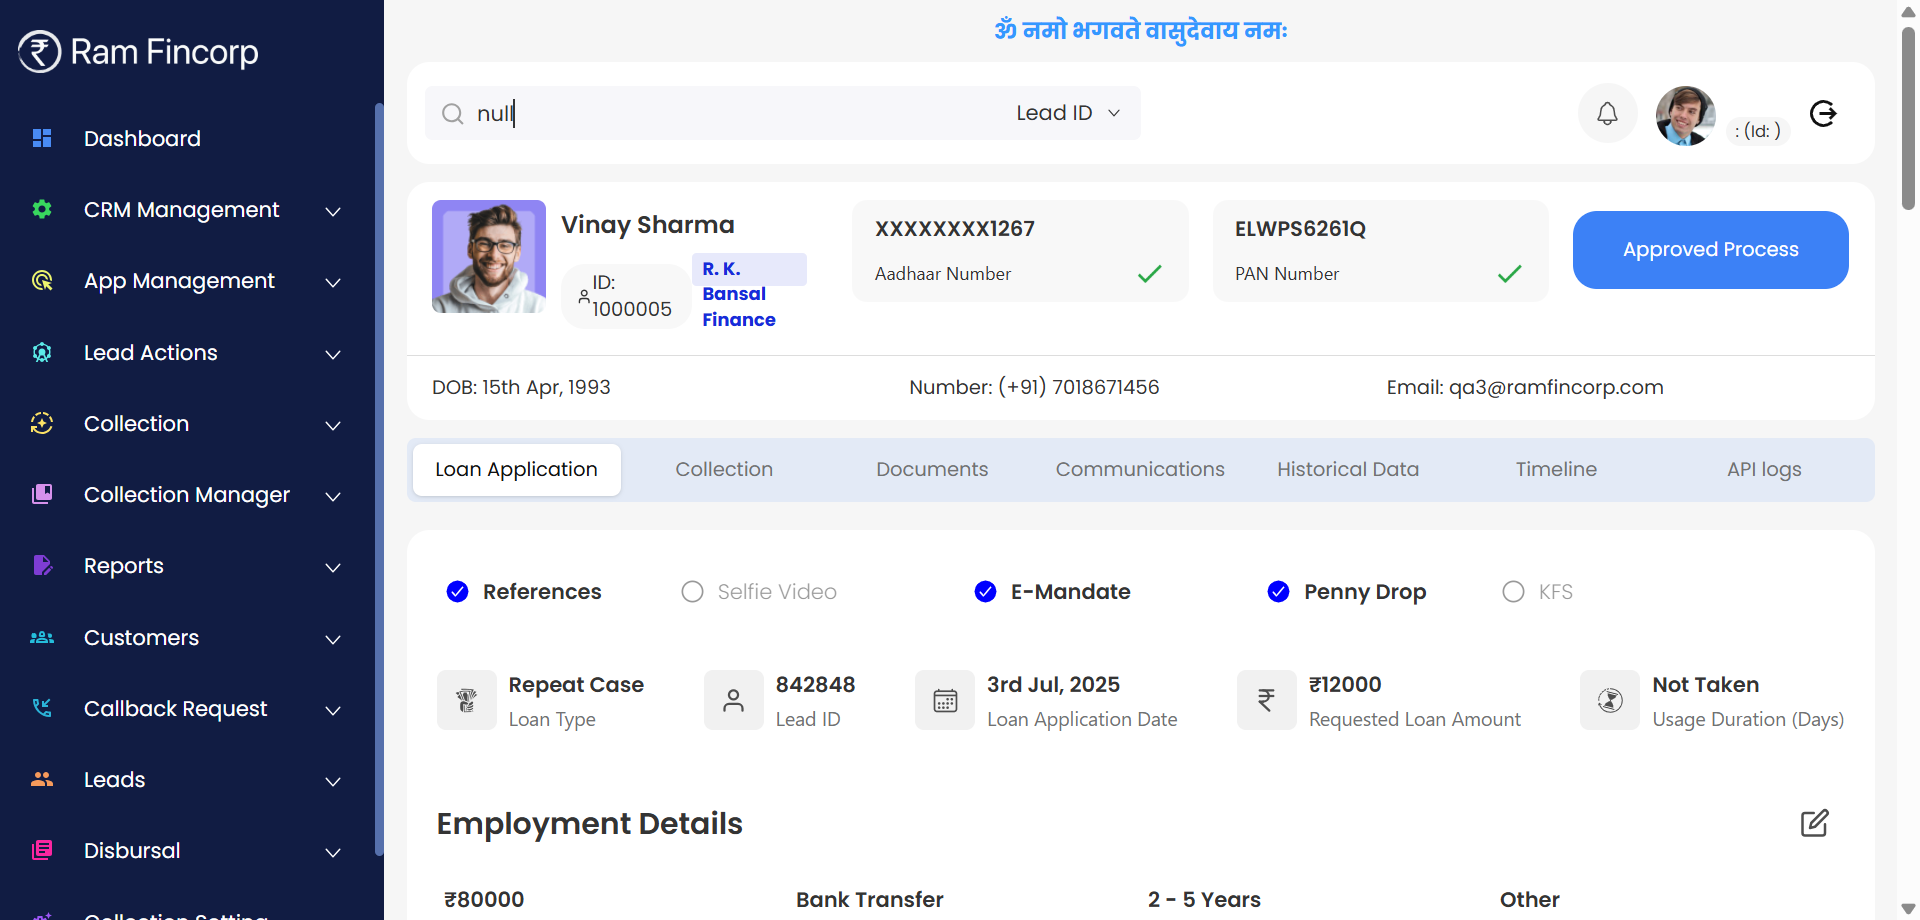 Ram Fincorp
ॐ नमो भगवते वासुदेवाय नमः
null
Lead ID
: (Id: )
Dashboard
CRM Management
App Management
Lead Actions
Collection
Collection Manager
Reports
Customers
Callback Request
Leads
Disbursal
Collection Setting
Vinay Sharma
ID:
1000005
R. K.
Bansal
Finance
XXXXXXXX1267
Aadhaar Number
ELWPS6261Q
PAN Number
Approved Process
DOB: 15th Apr, 1993
Number: (+91) 7018671456
Email: qa3@ramfincorp.com
Loan Application
Collection
Documents
Communications
Historical Data
Timeline
API logs
References
Selfie Video
E-Mandate
Penny Drop
KFS
Repeat Case
Loan Type
842848
Lead ID
3rd Jul, 2025
Loan Application Date
₹12000
Requested Loan Amount
Not Taken
Usage Duration (Days)
Employment Details
₹80000
Bank Transfer
2 - 5 Years
Other